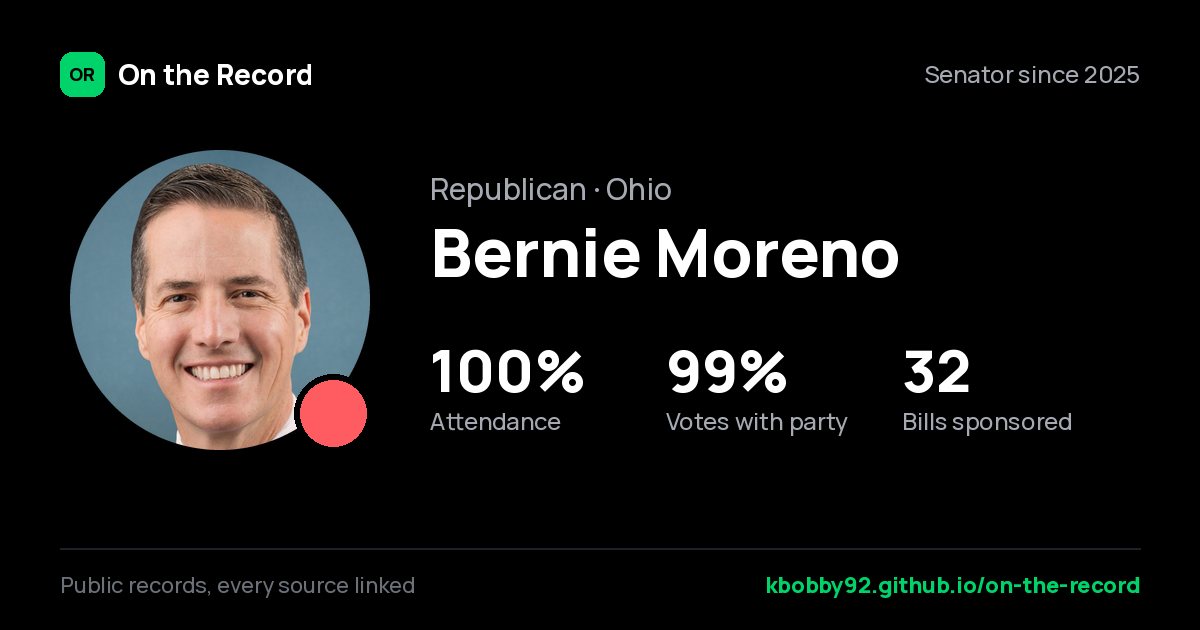 OR On the Record
Senator since 2025
Republican · Ohio
Bernie Moreno
100% 99% 32
Attendance Votes with party Bills sponsored
Public records, every source linked
kbobby92.github.io/on-the-record